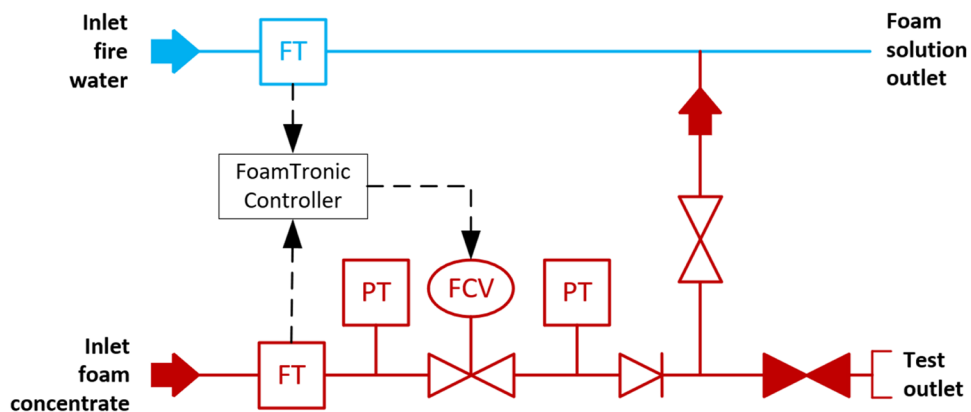 Inlet
fire
water
FT
Foam
solution
outlet
FoamTronic
Controller
PT
FCV
PT
Inlet
foam
concentrate
FT
Test
outlet